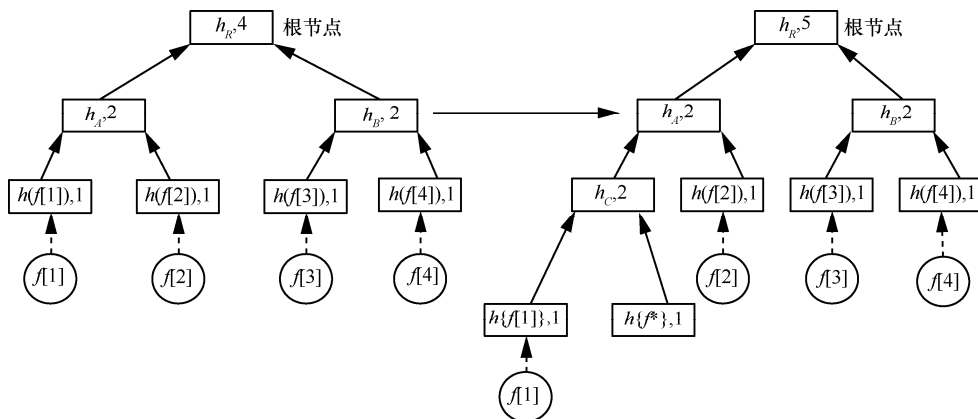 h_R,4 根节点
h_R,5 根节点
h_A,2
h_B, 2
h_A,2
h_B,2
h(f[1]),1
h(f[2]),1
h(f[3]),1
h(f[4]),1
h_C,2
h(f[2]),1
h(f[3]),1
h(f[4]),1
f[1]
f[2]
f[3]
f[4]
f[2]
f[3]
f[4]
h{f[1]},1
h{f*},1
f[1]